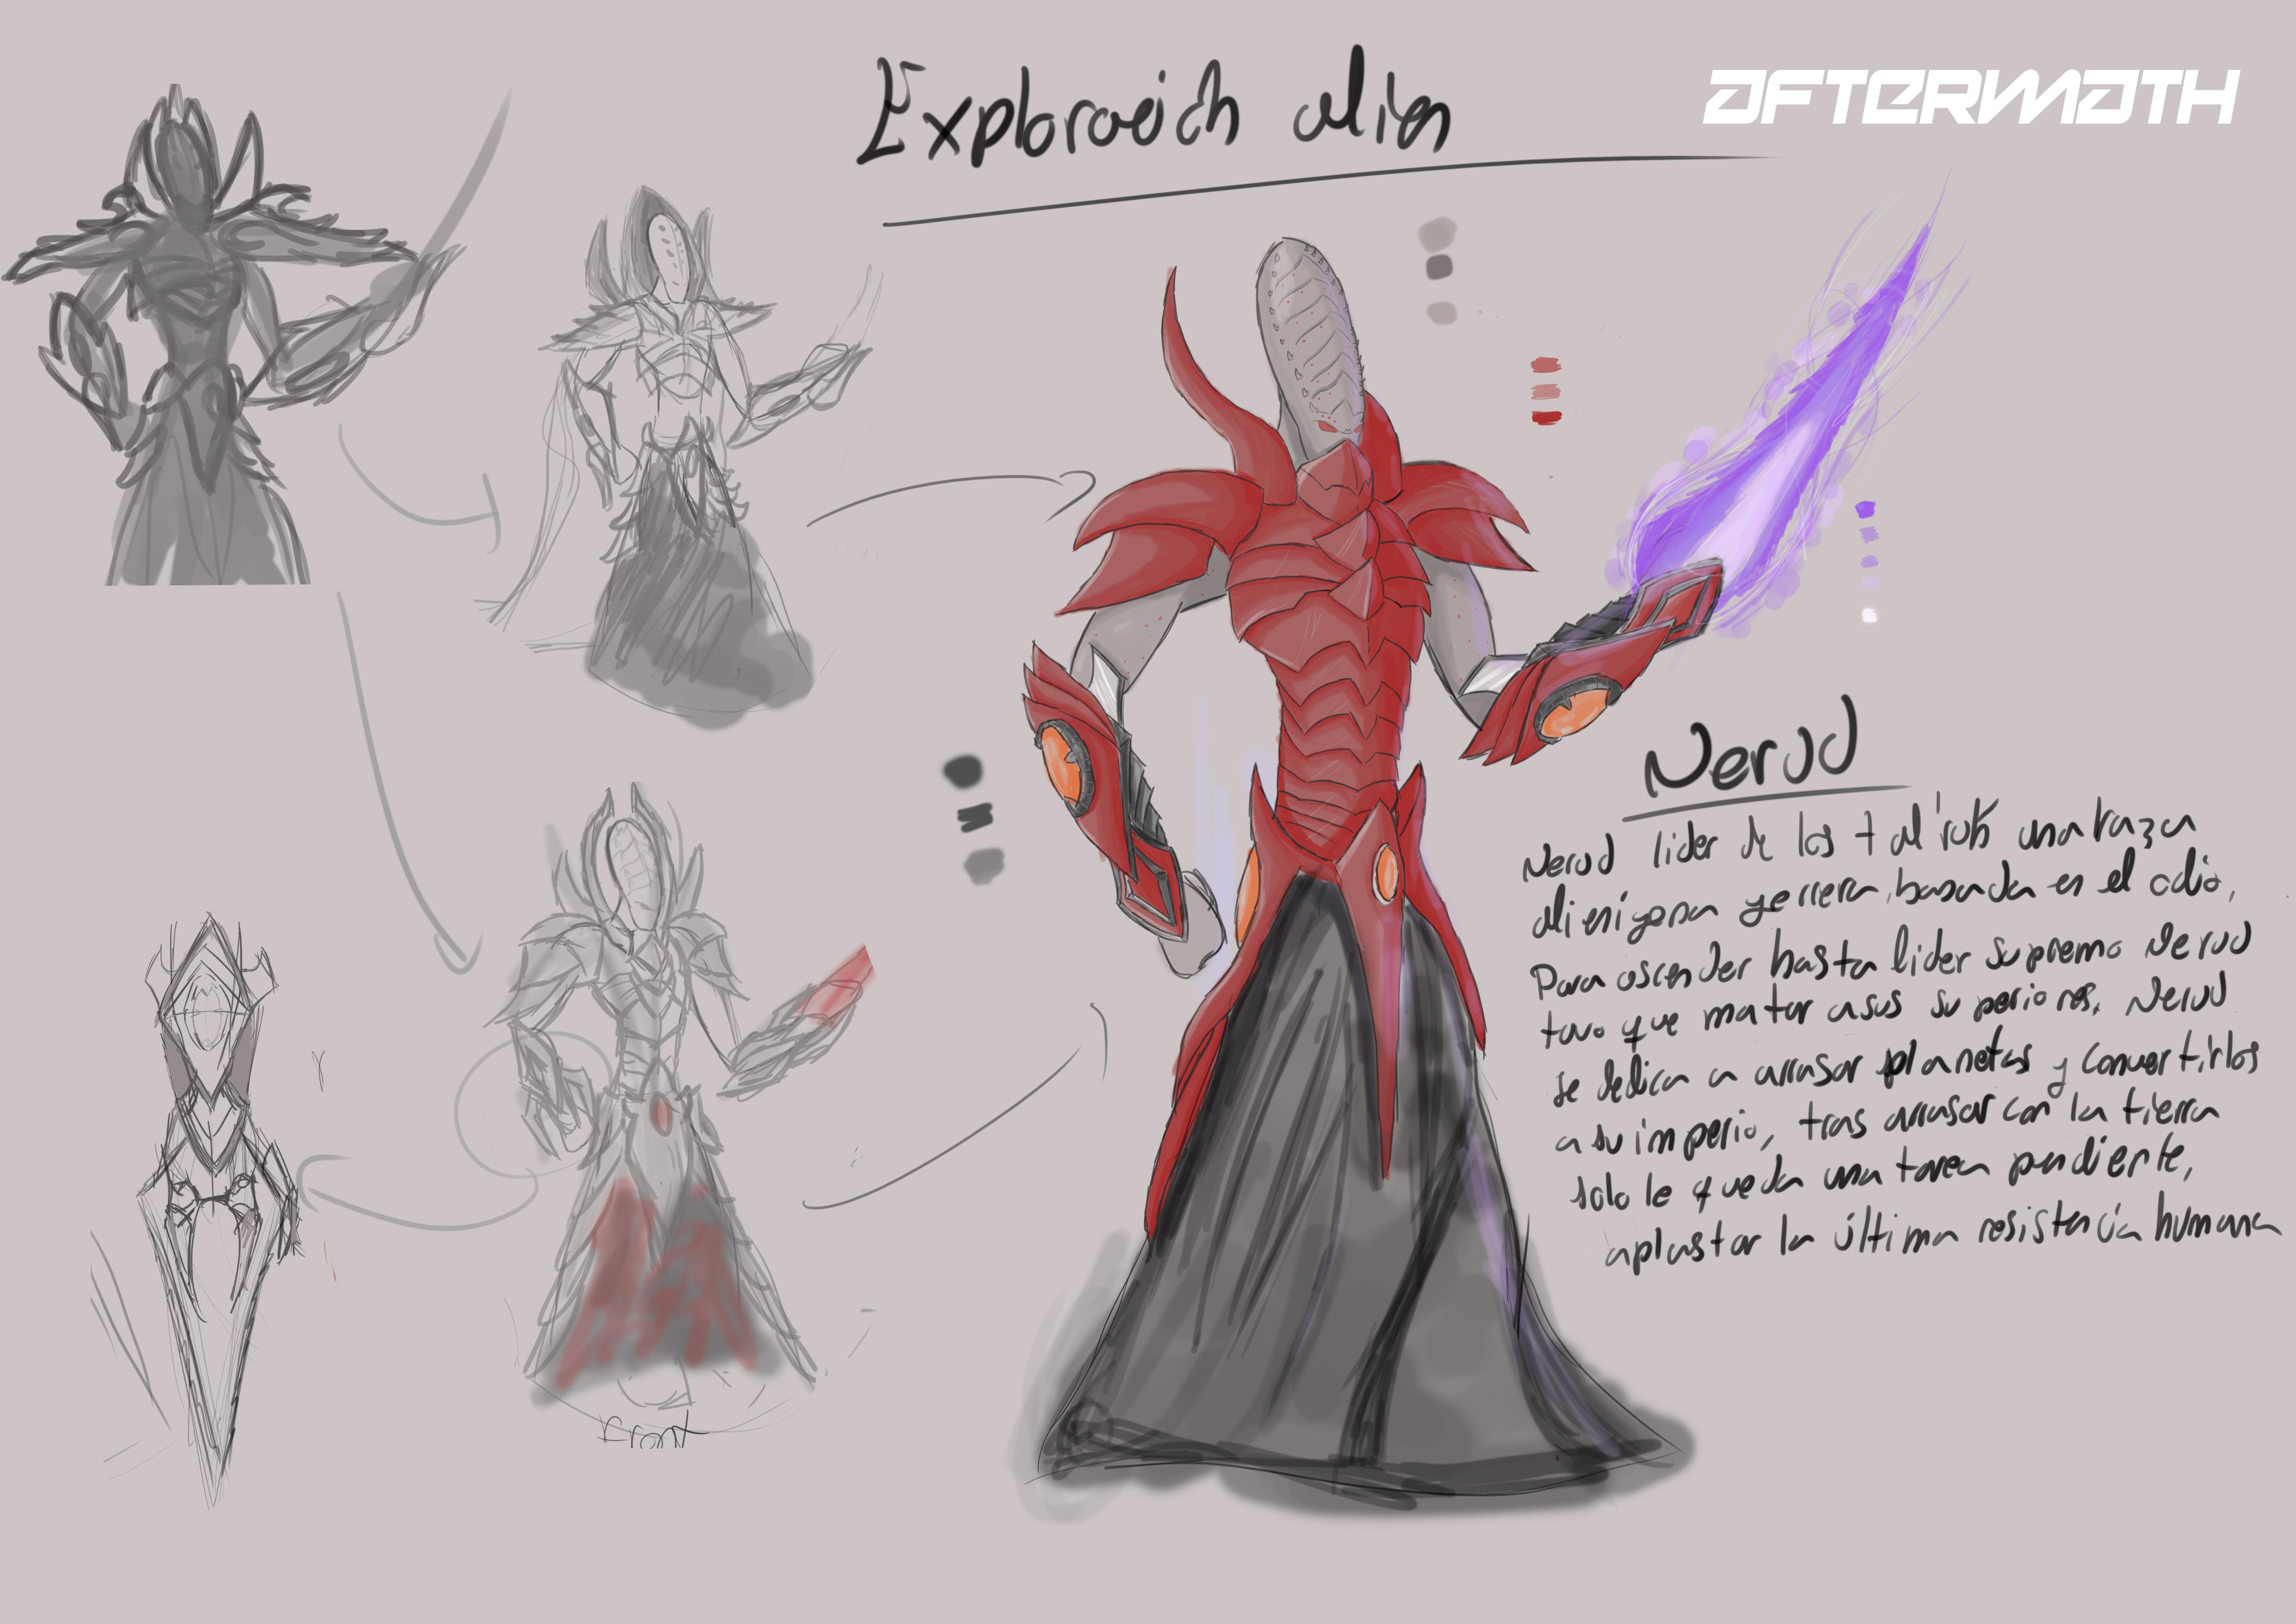 Exploración alien
AFTERMATH
Nerud
Nerud lider de los tal'rok una raza
alienigena gerrera, basada en el odio,
Para ascender hasta lider supremo Nerud
tuvo que matar a sus superiores. Nerud
se dedica a arrasar planetas y convertirlos
a su imperio, tras arrasar con la tierra
solo le queda una tarea pendiente,
aplastar la última resistencia humana
front